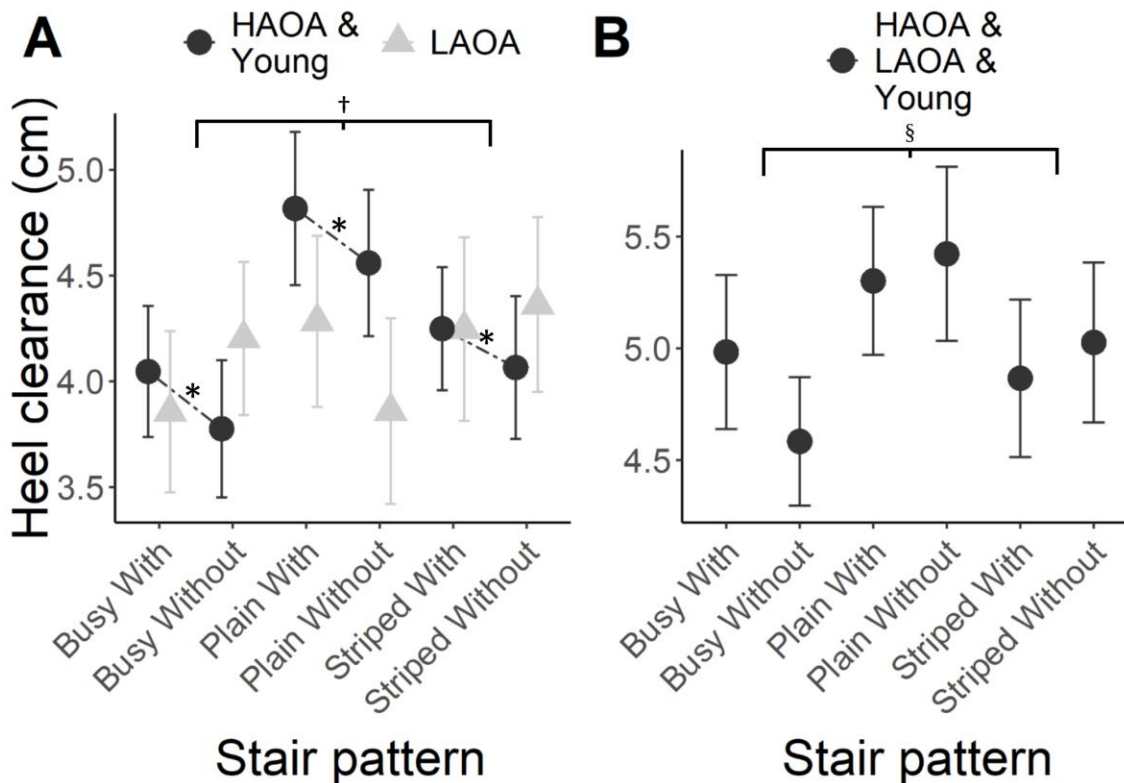 A
HAOA &
Young
LAOA
†
Heel clearance (cm)
5.0
4.5
4.0
3.5
*
*
*
Busy With
Busy Without
Plain With
Plain Without
Striped With
Striped Without
Stair pattern
B
HAOA &
LAOA &
Young
§
5.5
5.0
4.5
Busy With
Busy Without
Plain With
Plain Without
Striped With
Striped Without
Stair pattern